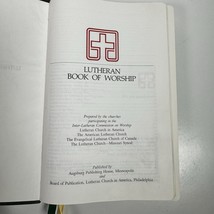 LUTHERAN
BOOK OF WORSHIP
Prepared by the churches
participating in the
Inter-Lutheran Commission on Worship
Lutheran Church in America
The American Lutheran Church
The Evangelical Lutheran Church of Canada
The Lutheran Church—Missouri Synod
Published by
Augsburg Publishing House, Minneapolis
and
Board of Publication, Lutheran Church in America, Philadelphia